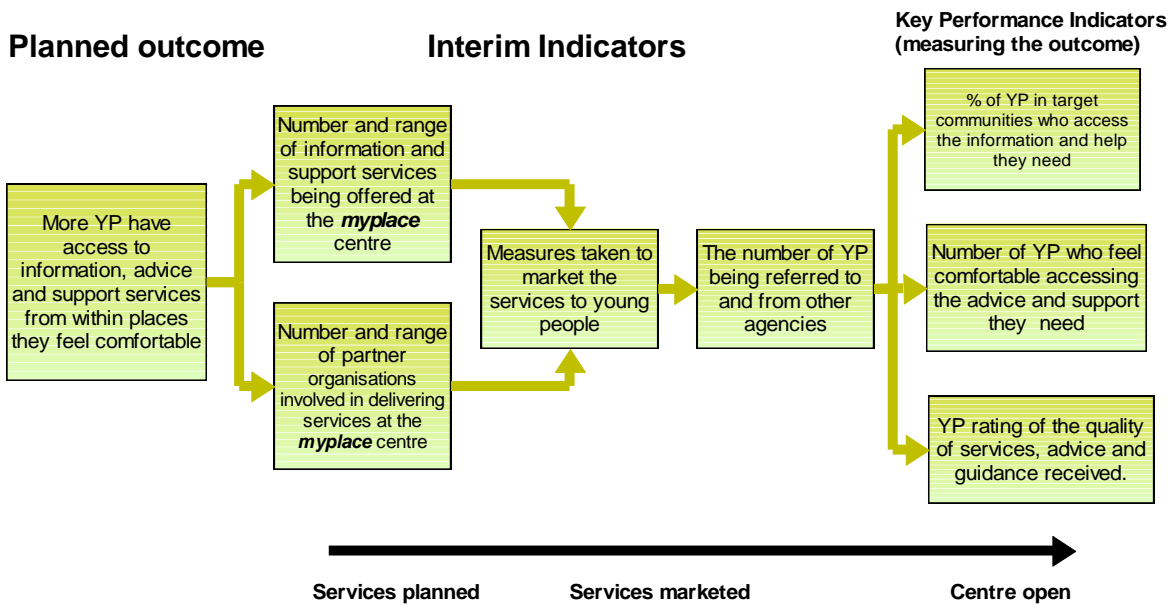 Planned outcome
Interim Indicators
Key Performance Indicators
(measuring the outcome)
More YP have
access to
information, advice
and support services
from within places
they feel comfortable
Number and range
of information and
support services
being offered at
the myplace
centre
Number and range
of partner
organisations
involved in delivering
services at the
myplace centre
Measures taken to
market the
services to young
people
The number of YP
being referred to
and from other
agencies
% of YP in target
communities who access
the information and help
they need
Number of YP who feel
comfortable accessing
the advice and support
they need
YP rating of the quality
of services, advice and
guidance received.
Services planned
Services marketed
Centre open